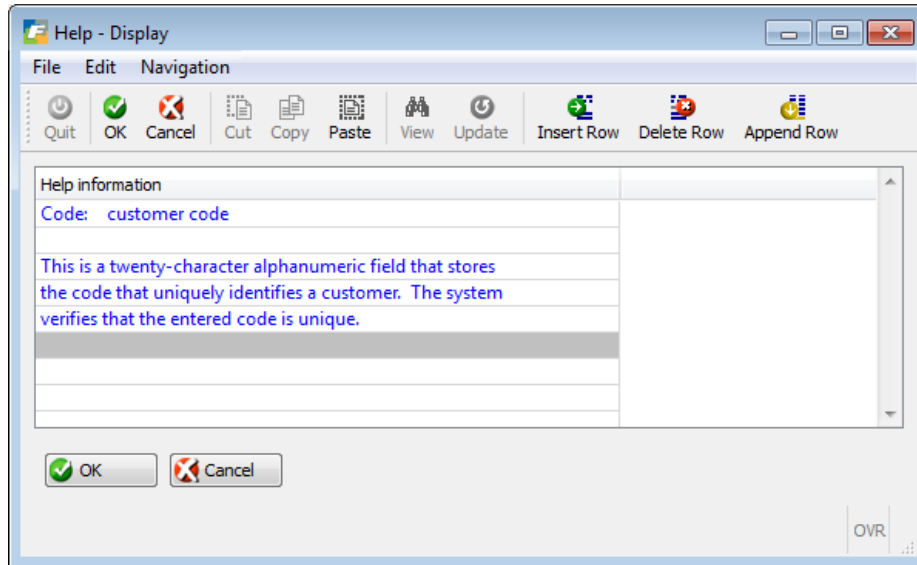 Help - Display
File Edit Navigation
Quit OK Cancel Cut Copy Paste View Update Insert Row Delete Row Append Row
Help information
Code: customer code
This is a twenty-character alphanumeric field that stores
the code that uniquely identifies a customer. The system
verifies that the entered code is unique.
OK Cancel
OVR